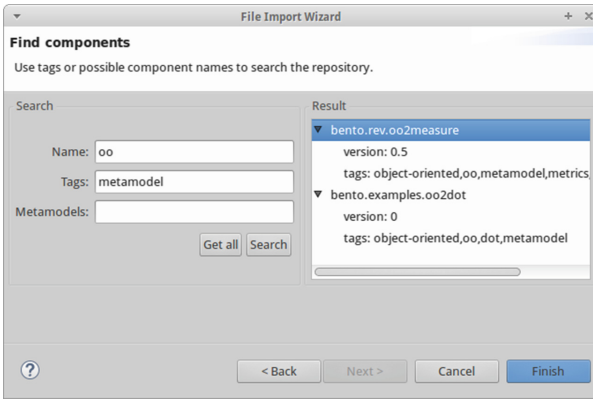 File Import Wizard
Find components
Use tags or possible component names to search the repository.
Search
Name: oo
Tags: metamodel
Metamodels:
Get all Search
Result
bento.rev.oo2measure
version: 0.5
tags: object-oriented,oo,metamodel,metrics,
bento.examples.oo2dot
version: 0
tags: object-oriented,oo,dot,metamodel
?
< Back Next > Cancel Finish